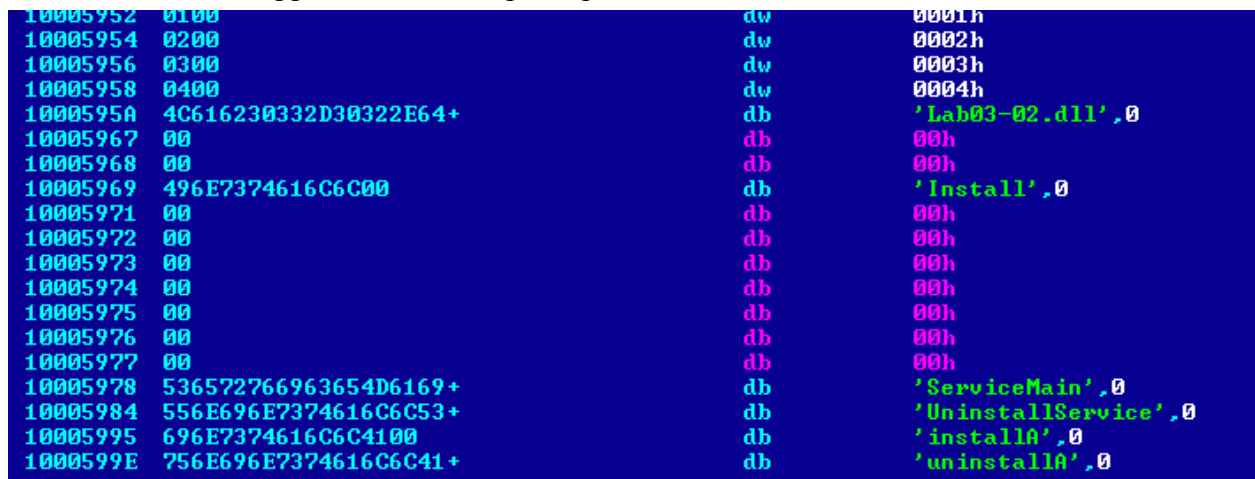 10005952 0100 dw 0001h
10005954 0200 dw 0002h
10005956 0300 dw 0003h
10005958 0400 dw 0004h
1000595A 4C616230332D30322E64+ db 'Lab03-02.dll',0
10005967 00 db 00h
10005968 00 db 00h
10005969 496E7374616C6C00 db 'Install',0
10005971 00 db 00h
10005972 00 db 00h
10005973 00 db 00h
10005974 00 db 00h
10005975 00 db 00h
10005976 00 db 00h
10005977 00 db 00h
10005978 536572766963654D6169+ db 'ServiceMain',0
10005984 556E696E7374616C6C53+ db 'UninstallService',0
10005995 696E7374616C6C4100 db 'installA',0
1000599E 756E696E7374616C6C41+ db 'uninstallA',0